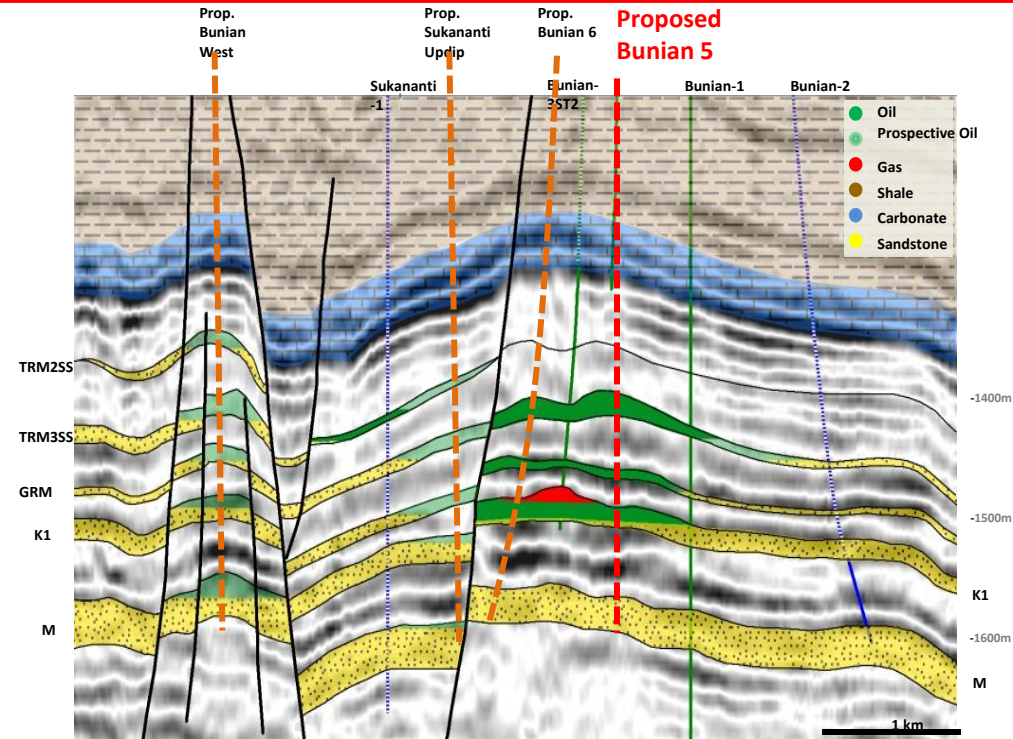 Prop.
Bunian
West
Prop.
Sukananti
Updip
Prop.
Bunian 6
Proposed
Bunian 5
Sukananti
-1
Bunian-
3ST2
Bunian-1
Bunian-2
Oil
Prospective Oil
Gas
Shale
Carbonate
Sandstone
TRM2SS
TRM3SS
GRM
K1
M
-1400m
-1500m
K1
-1600m
M
1 km